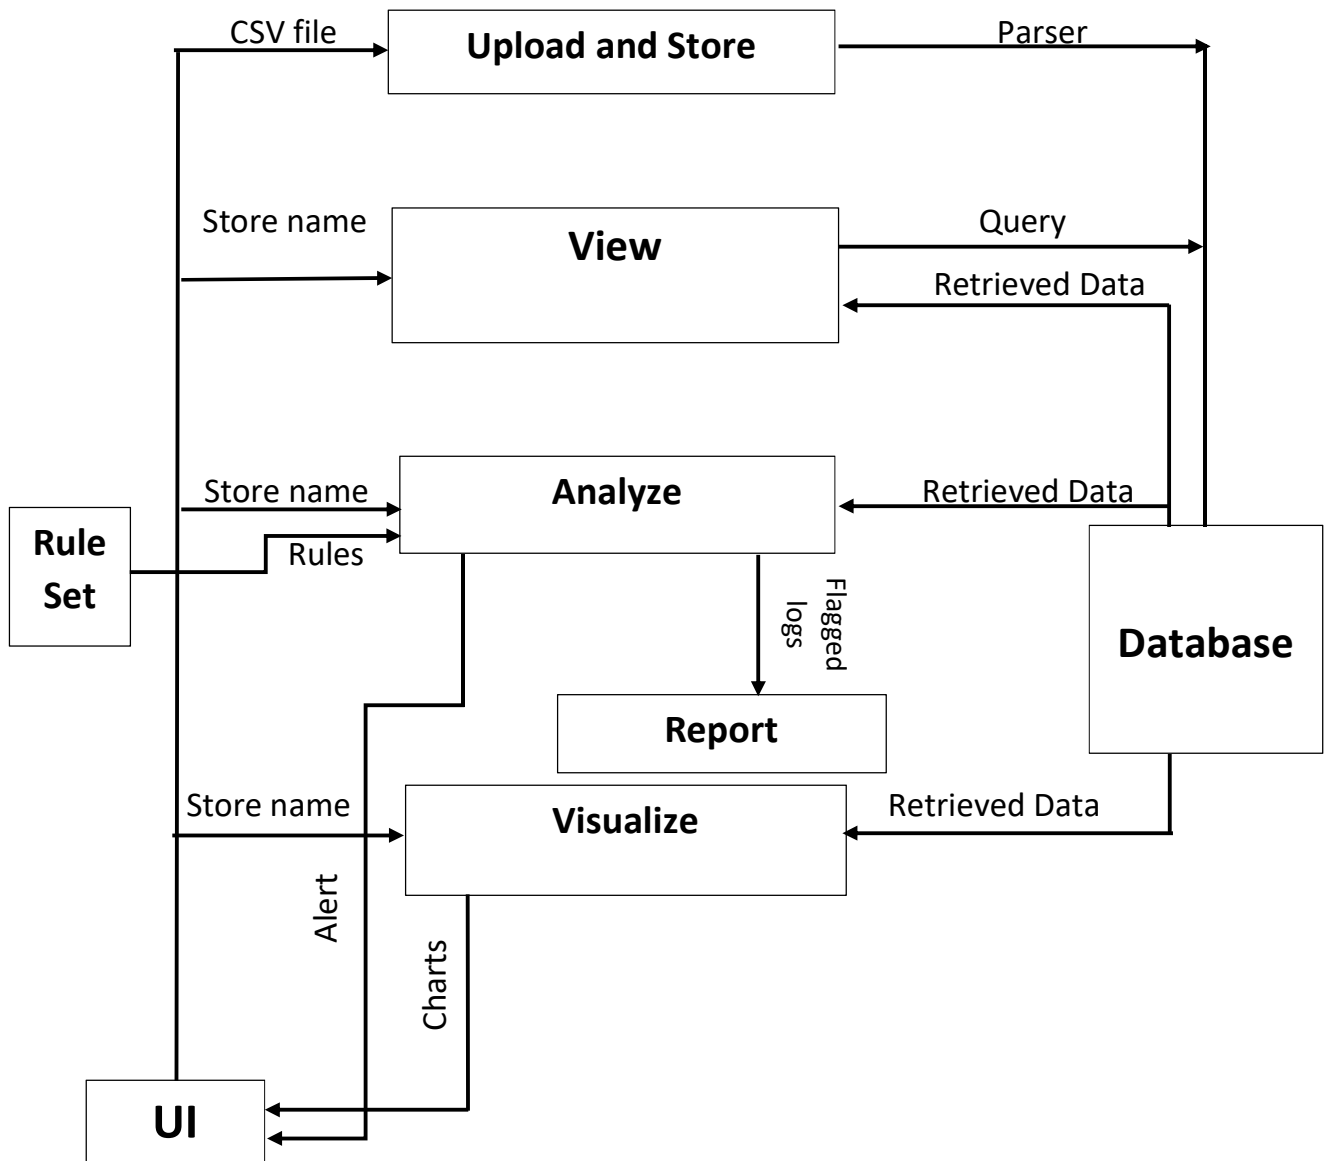 CSV file
Upload and Store
Parser
Store name
View
Query
Retrieved Data
Store name
Analyze
Retrieved Data
Rule
Set
Rules
Flagged
logs
Database
Report
Store name
Visualize
Retrieved Data
Alert
Charts
UI